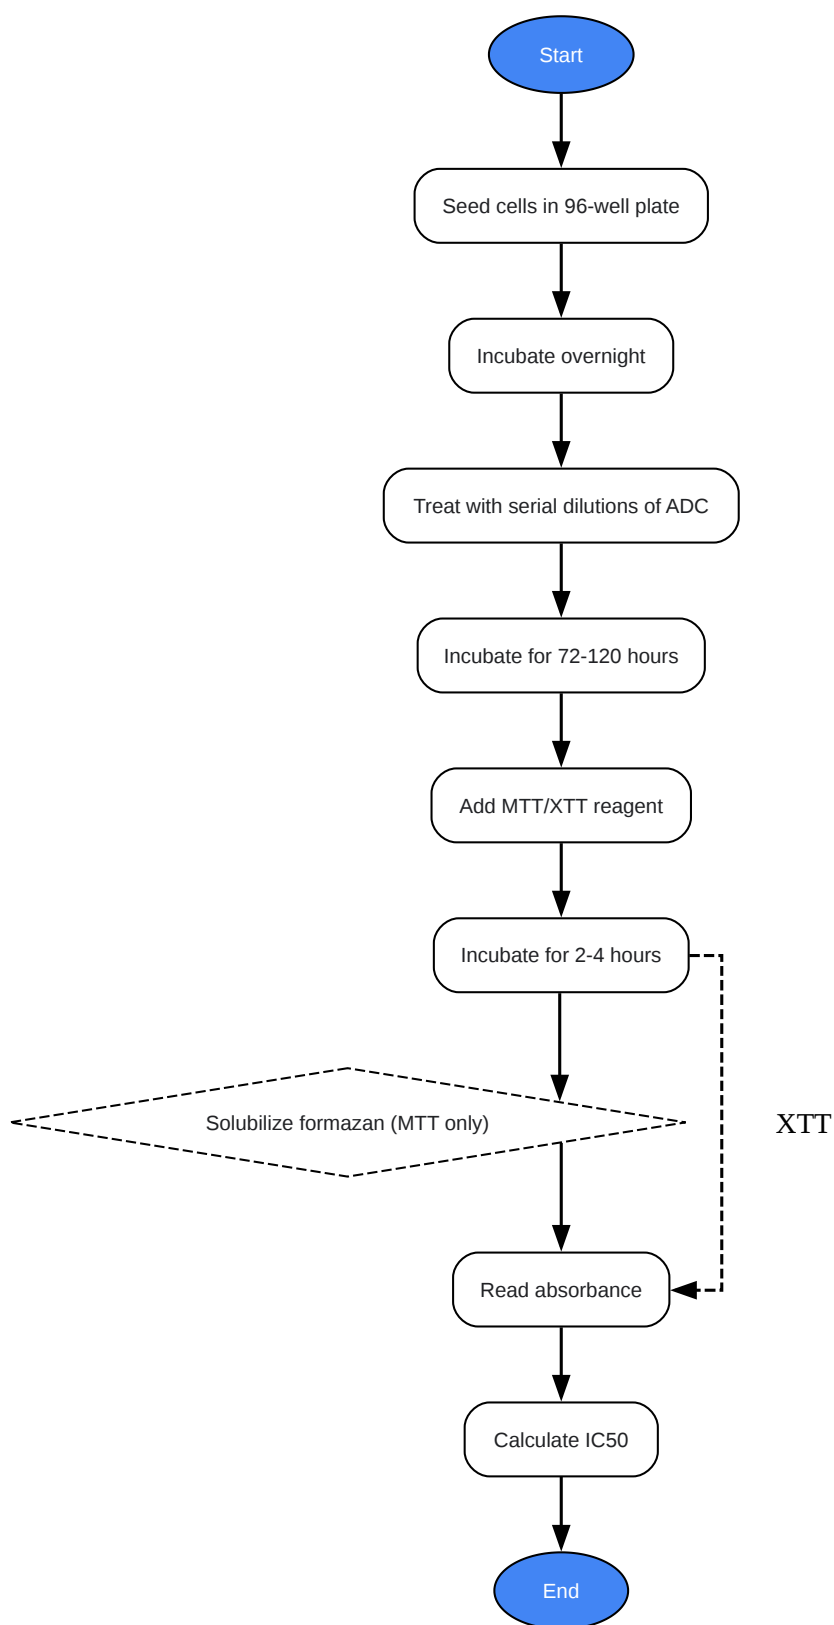 Start
Seed cells in 96-well plate
Incubate overnight
Treat with serial dilutions of ADC
Incubate for 72-120 hours
Add MTT/XTT reagent
Incubate for 2-4 hours
Solubilize formazan (MTT only)
XTT
Read absorbance
Calculate IC50
End